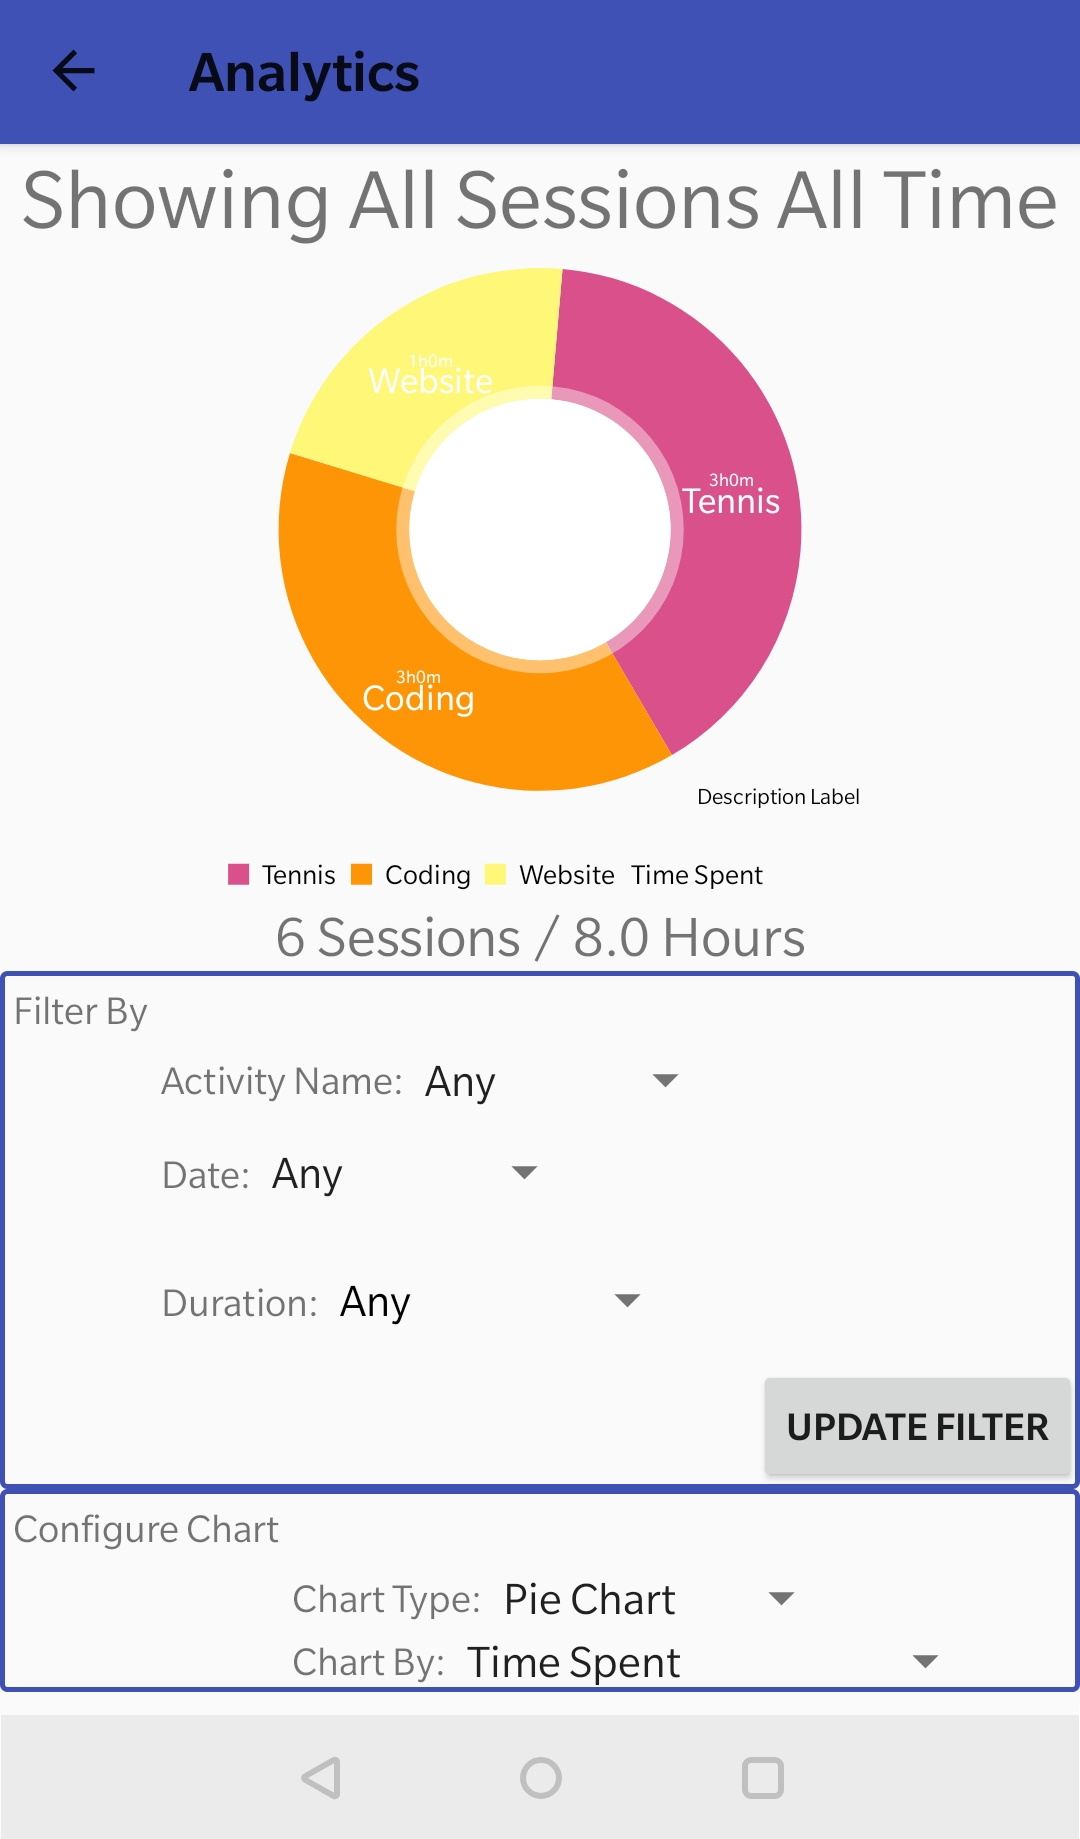 Analytics
Showing All Sessions All Time
1h0m
Website
3h0m
Tennis
3h0m
Coding
Description Label
Tennis Coding Website Time Spent
6 Sessions / 8.0 Hours
Filter By
Activity Name: Any
Date: Any
Duration: Any
UPDATE FILTER
Configure Chart
Chart Type: Pie Chart
Chart By: Time Spent